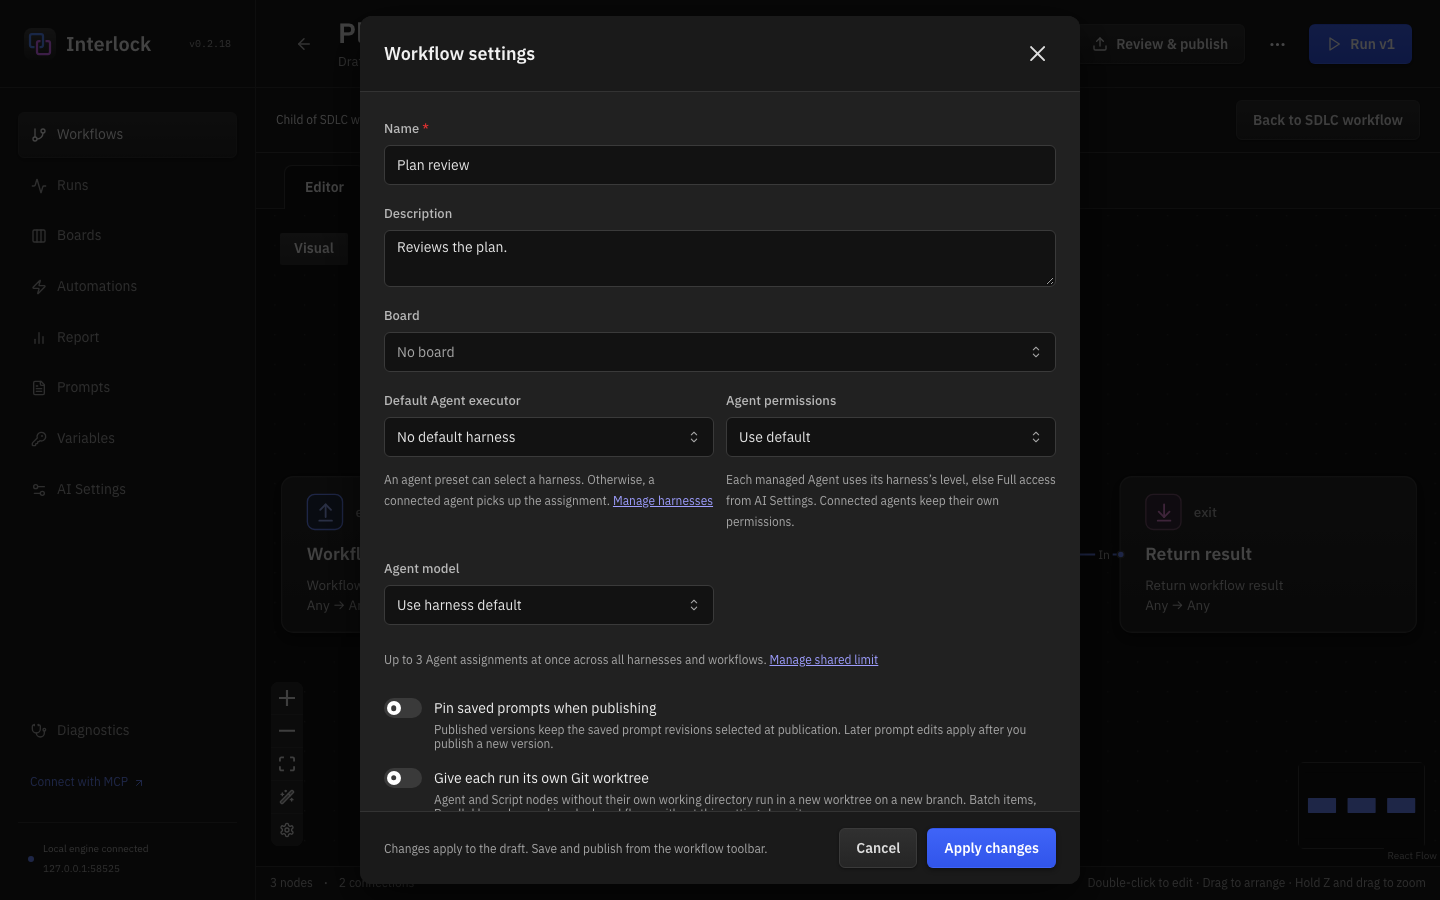 Interlock
v0.2.18
Review & publish
Run v1
Workflow settings
Workflows
Runs
Boards
Automations
Report
Prompts
Variables
AI Settings
Diagnostics
Connect with MCP
Local engine connected
127.0.0.1:58525
Child of SDLC
Back to SDLC workflow
Editor
Visual
Name *
Plan review
Description
Reviews the plan.
Board
No board
Default Agent executor
Agent permissions
No default harness
Use default
An agent preset can select a harness. Otherwise, a
connected agent picks up the assignment. Manage harnesses
Each managed Agent uses its harness’s level, else Full access
from AI Settings. Connected agents keep their own
permissions.
Agent model
Use harness default
Up to 3 Agent assignments at once across all harnesses and workflows. Manage shared limit
Pin saved prompts when publishing
Published versions keep the saved prompt revisions selected at publication. Later prompt edits apply after you
publish a new version.
Give each run its own Git worktree
Agent and Script nodes without their own working directory run in a new worktree on a new branch. Batch items,
Changes apply to the draft. Save and publish from the workflow toolbar.
Cancel
Apply changes
In
exit
Return result
Return workflow result
Any → Any
React Flow
3 nodes · 2 connections
Double-click to edit · Drag to arrange · Hold Z and drag to zoom